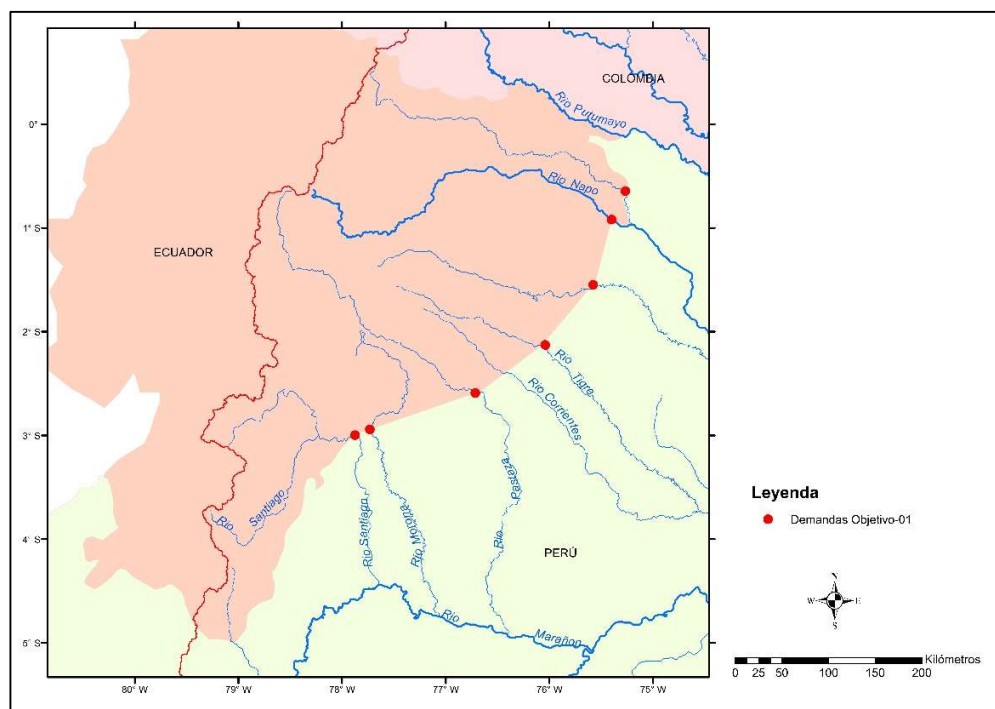 COLOMBIA
Río Putumayo
0°
Río Napo
1° S
ECUADOR
2° S
Río Tigre
Río Corrientes
3° S
Río Pastaza
Río Santiago
Río Santiago
Río Morona
Leyenda
Demandas Objetivo-01
4° S
PERÚ
N
W E
S
Río Marañon
5° S
Kilómetros
0 25 50 100 150 200
80° W 79° W 78° W 77° W 76° W 75° W